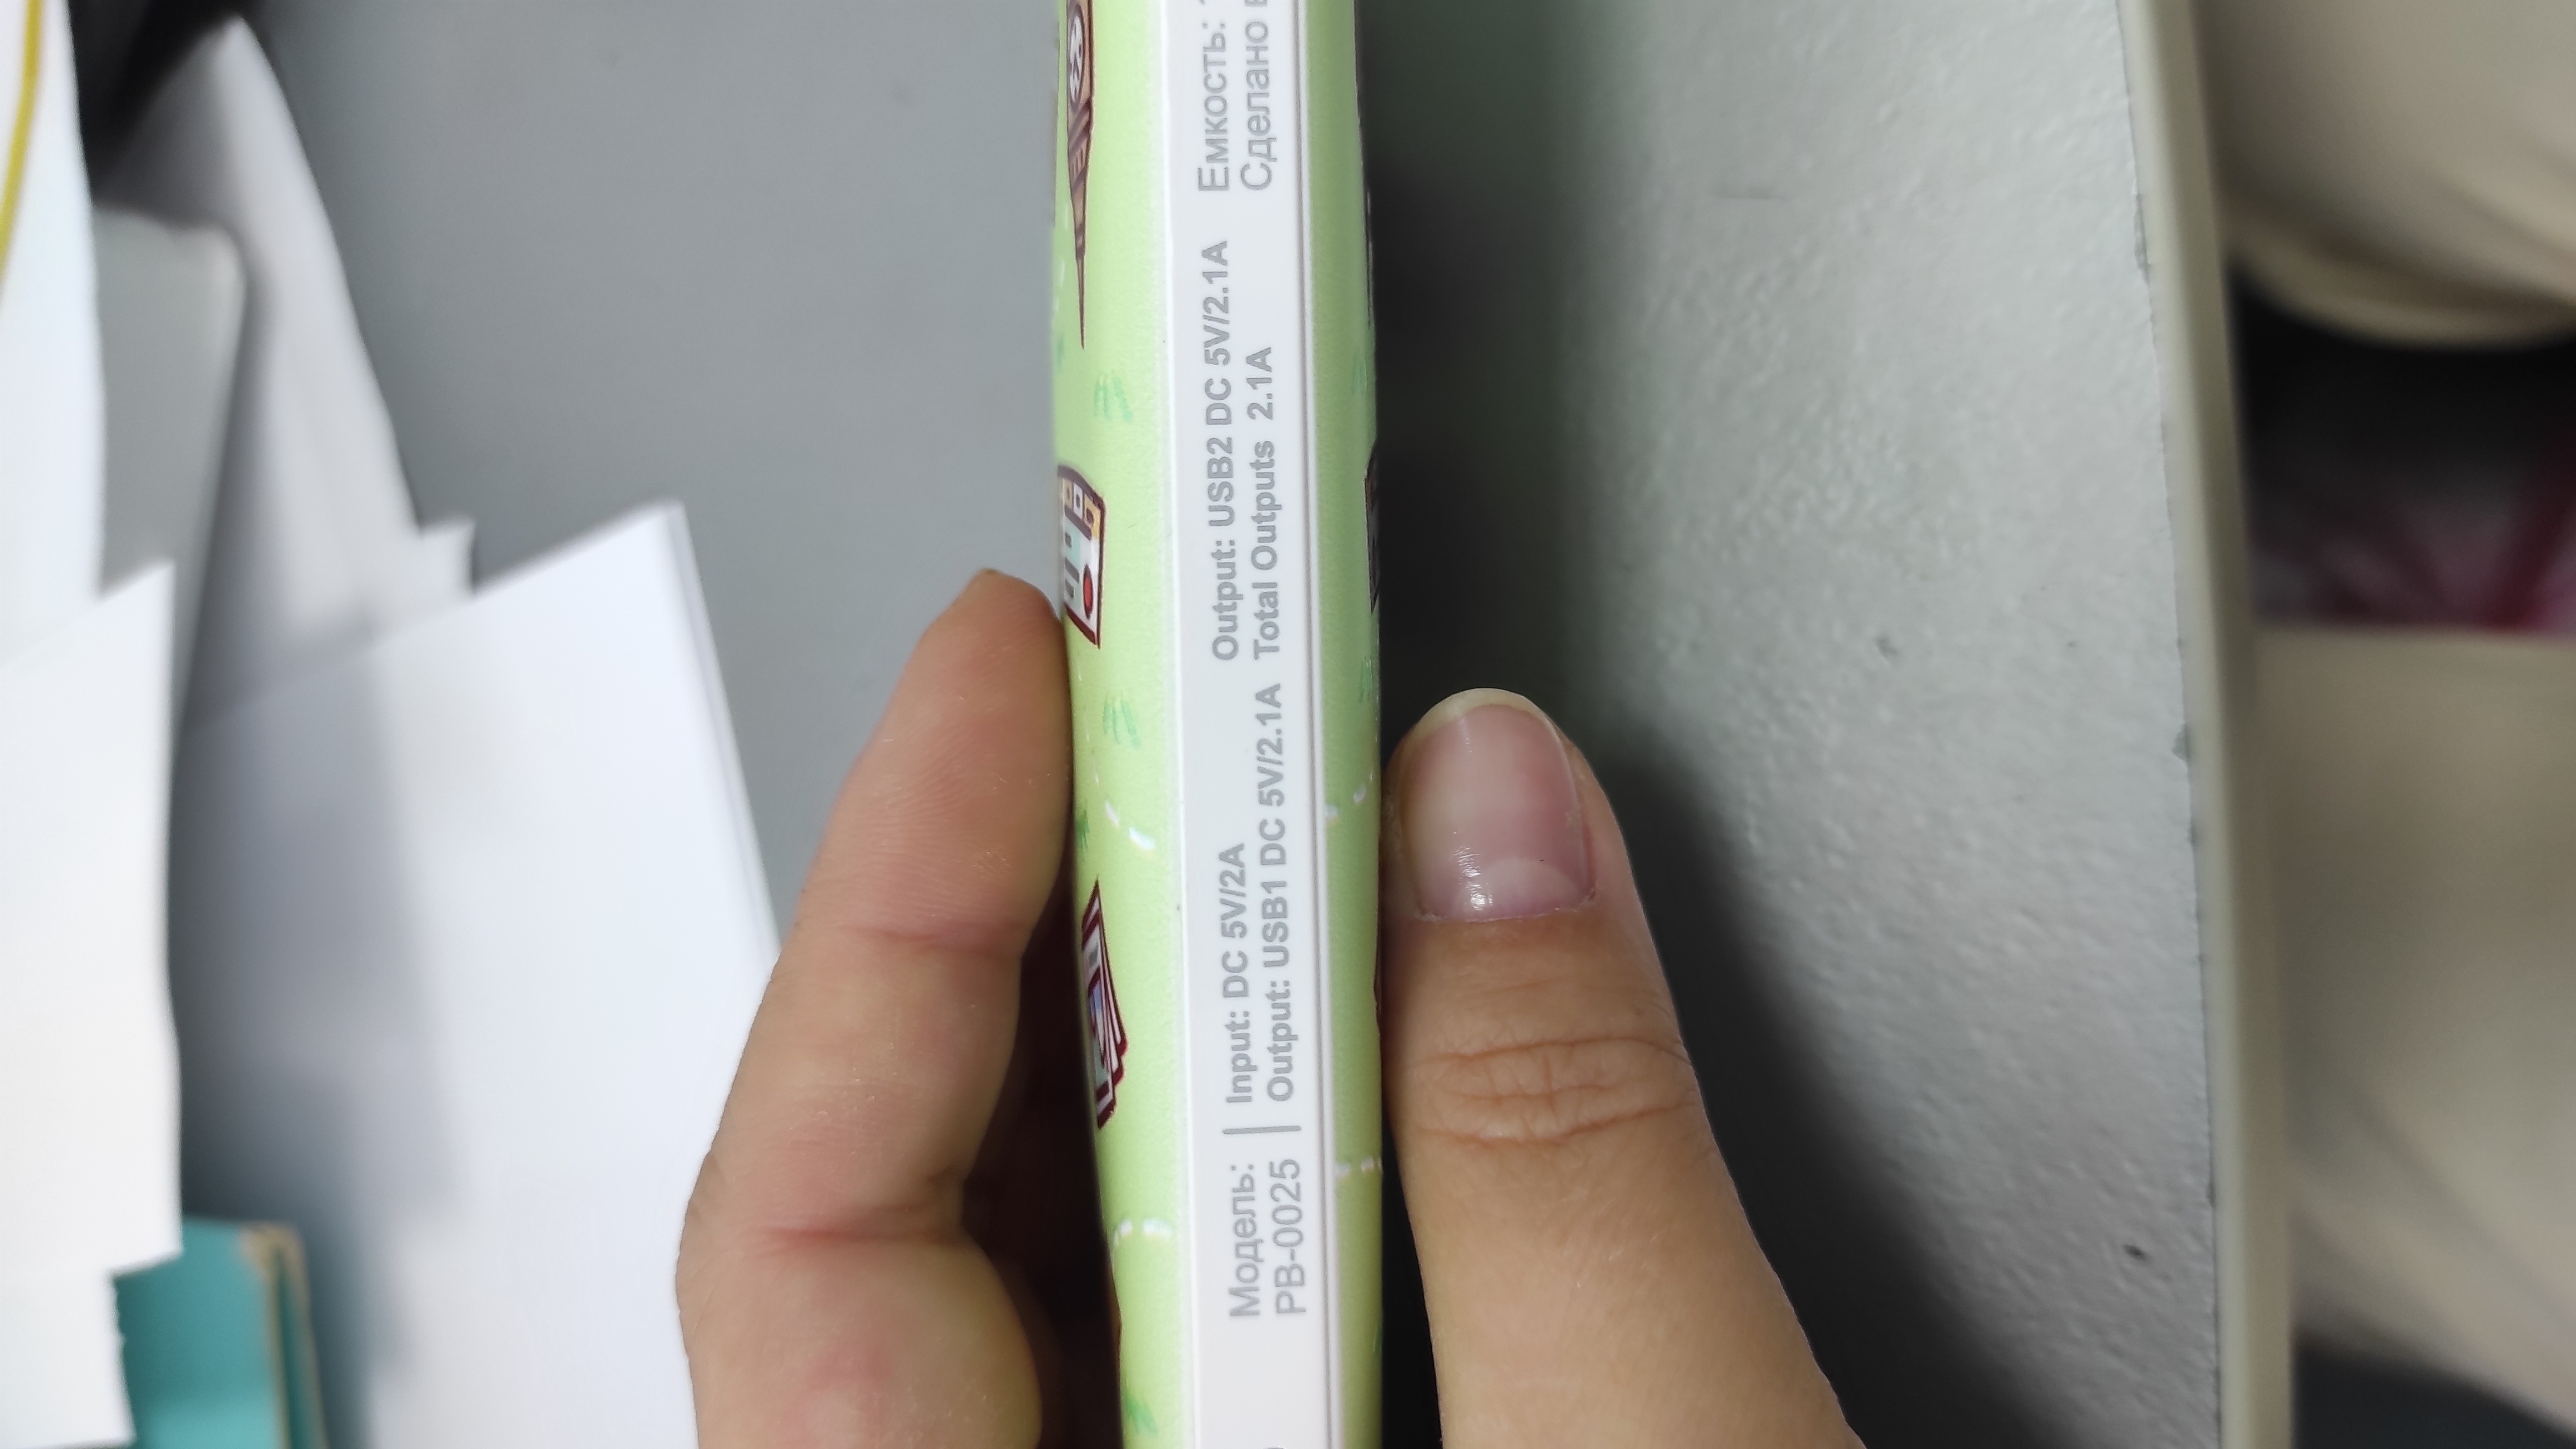 Модель:
PB-0025
Input: DC 5V/2A
Output: USB1 DC 5V/2.1A
Output: USB2 DC 5V/2.1A
Total Outputs 2.1A
Емкость:
Сделано